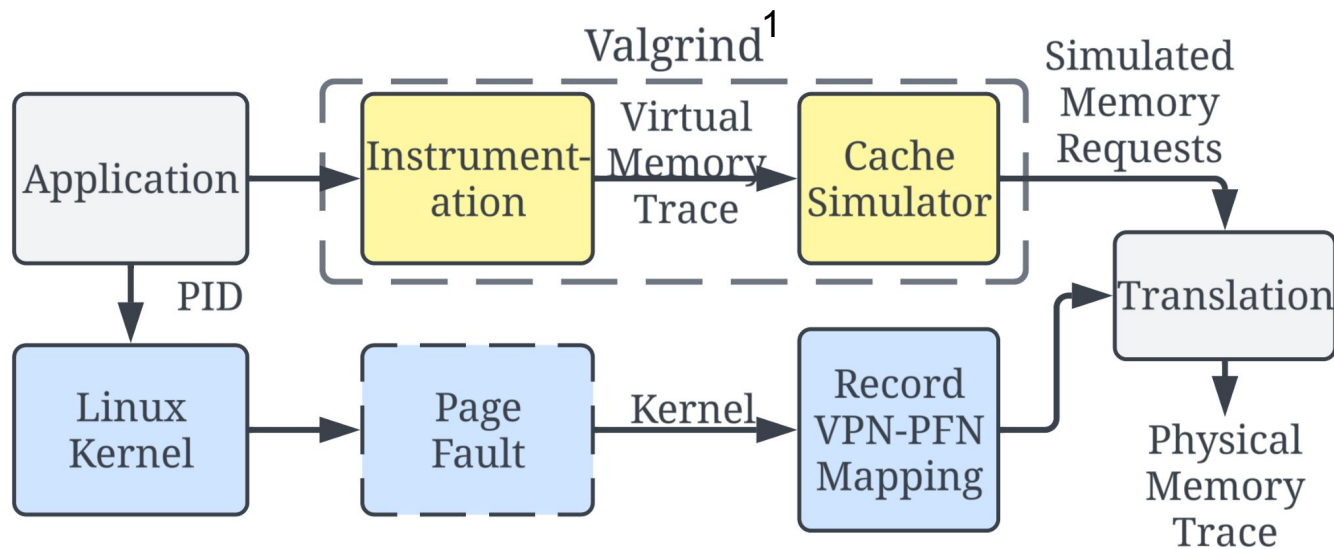 Valgrind1
Application
Instrument-
ation
Virtual
Memory
Trace
Cache
Simulator
Simulated
Memory
Requests
PID
Translation
Linux
Kernel
Page
Fault
Kernel
Record
VPN-PFN
Mapping
Physical
Memory
Trace